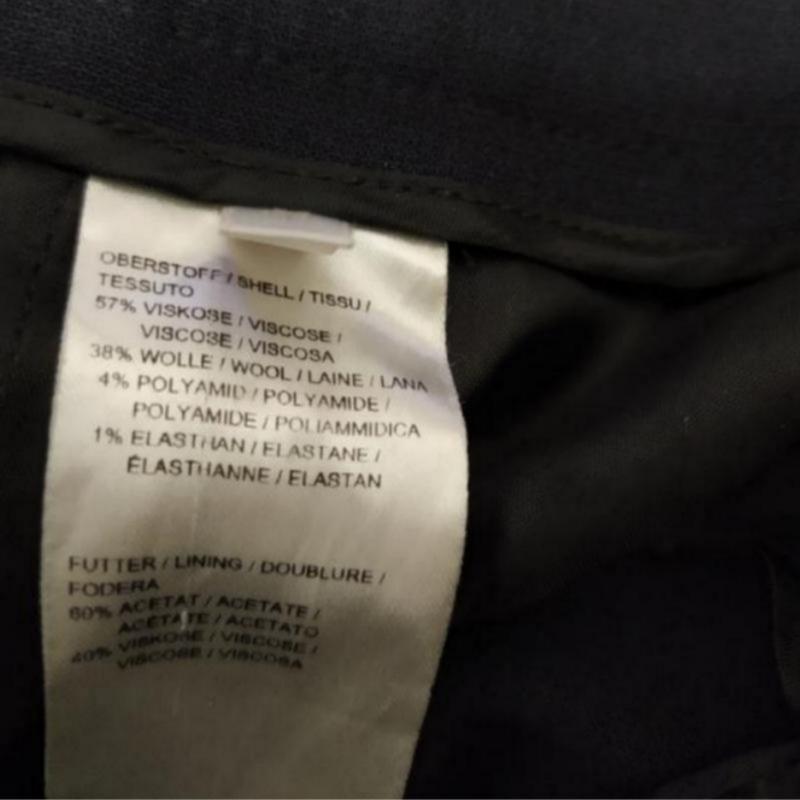 OBERSTOFF / SHELL / TISSU /
TESSUTO
57% VISKOSE / VISCOSE /
VISCOSE / VISCOSA
38% WOLLE / WOOL / LAINE / LANA
4% POLYAMID / POLYAMIDE /
POLYAMIDE / POLIAMMIDICA
1% ELASTHAN / ELASTANE /
ÉLASTHANNE / ELASTAN
FUTTER / LINING / DOUBLURE /
FODERA
60% ACETAT / ACETATE /
ACÉTATE / ACETATO
40% VISKOSE / VISCOSE /
VISCOSE / VISCOSA